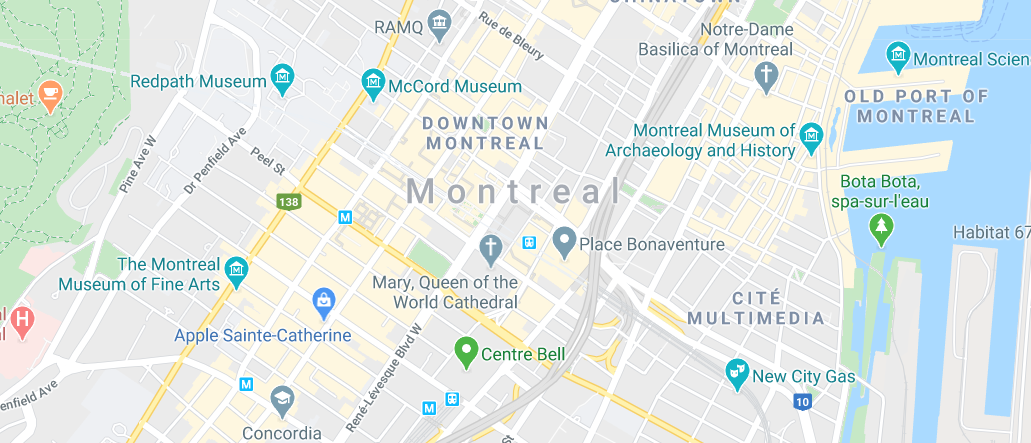 CHINATOWN
RAMQ
Rue de Bleury
Notre-Dame
Basilica of Montreal
Montreal Scien
Redpath Museum
McCord Museum
halet
OLD PORT OF
MONTREAL
DOWNTOWN
MONTREAL
Montreal Museum of
Archaeology and History
Pine Ave W
Dr Penfield Ave
Peel St
Montreal
Bota Bota,
spa-sur-l'eau
138
M
Place Bonaventure
Habitat 67
The Montreal
Museum of Fine Arts
Mary, Queen of the
World Cathedral
CITÉ
MULTIMEDIA
H
al
al
Apple Sainte-Catherine
René-Lévesque Blvd W
Centre Bell
New City Gas
enfield Ave
M
M
10
Concordia
St